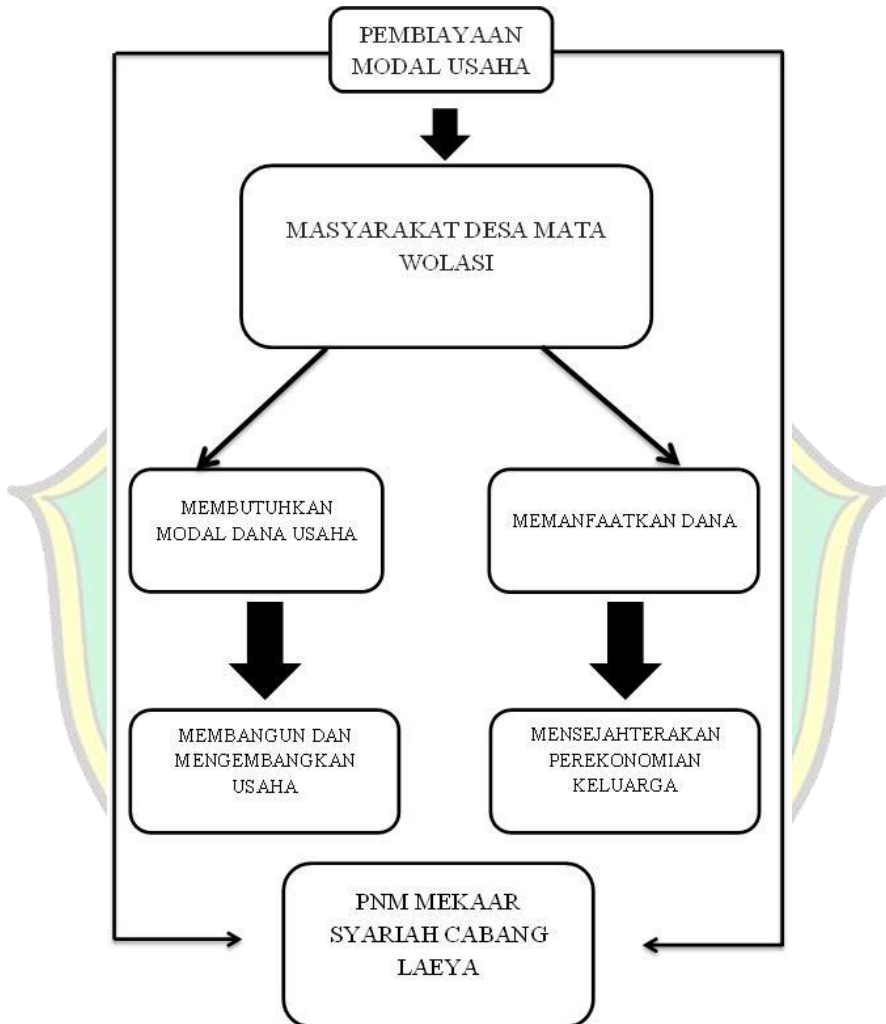 PEMBIAYAAN
MODAL USAHA
MASYARAKAT DESA MATA
WOLASI
MEMBUTUHKAN
MODAL DANA USAHA
MEMANFAATKAN DANA
MEMBANGUN DAN
MENGEMBANGKAN
USAHA
MENSEJAHTERAKAN
PEREKONOMIAN
KELUARGA
PNM MEKAAR
SYARIAH CABANG
LAEYA